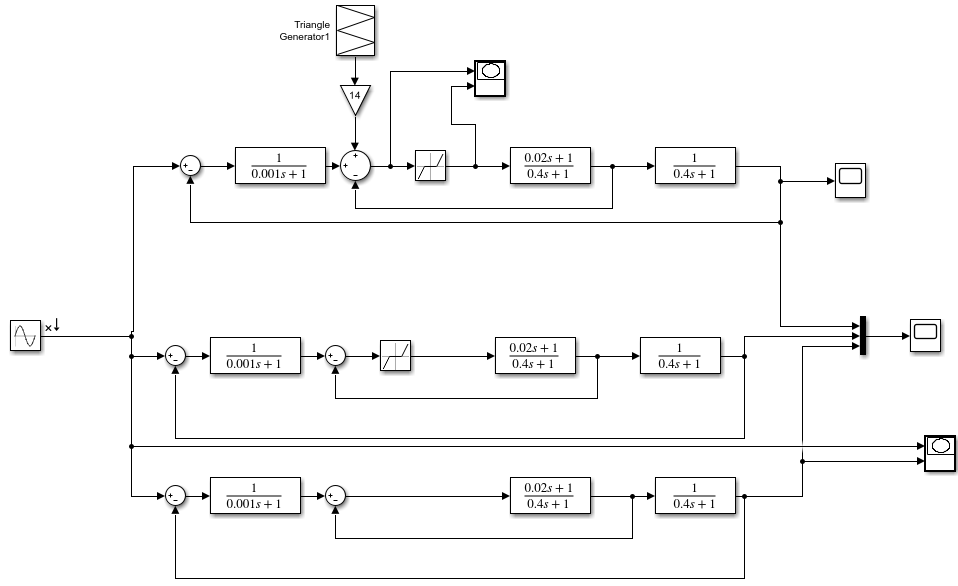 Triangle
Generator1
14
+
+
−
+
−
1
0.001s + 1
0.02s + 1
0.4s + 1
1
0.4s + 1
×↓
+
−
1
0.001s + 1
+
−
0.02s + 1
0.4s + 1
1
0.4s + 1
+
−
1
0.001s + 1
+
−
0.02s + 1
0.4s + 1
1
0.4s + 1